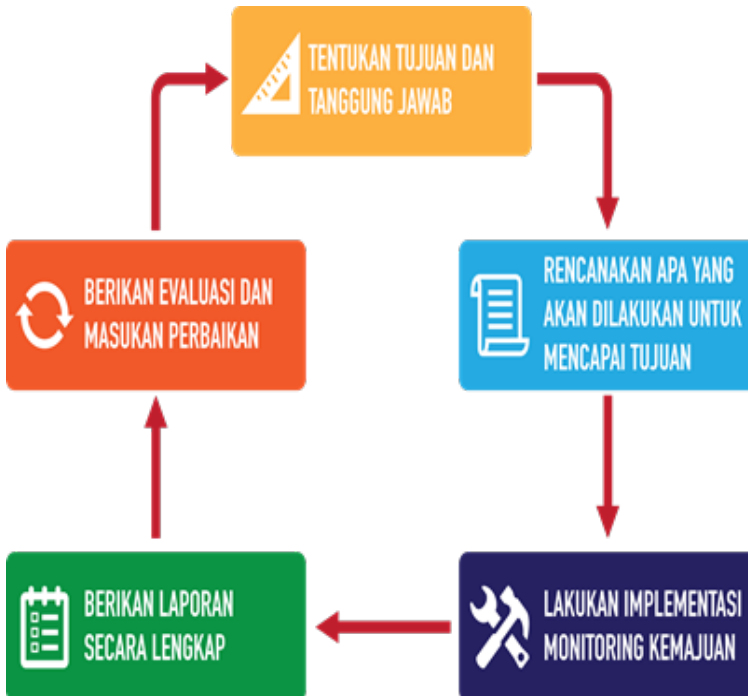 TENTUKAN TUJUAN DAN
TANGGUNG JAWAB
RENCANAKAN APA YANG
AKAN DILAKUKAN UNTUK
MENCAPAI TUJUAN
LAKUKAN IMPLEMENTASI
MONITORING KEMAJUAN
BERIKAN LAPORAN
SECARA LENGKAP
BERIKAN EVALUASI DAN
MASUKAN PERBAIKAN